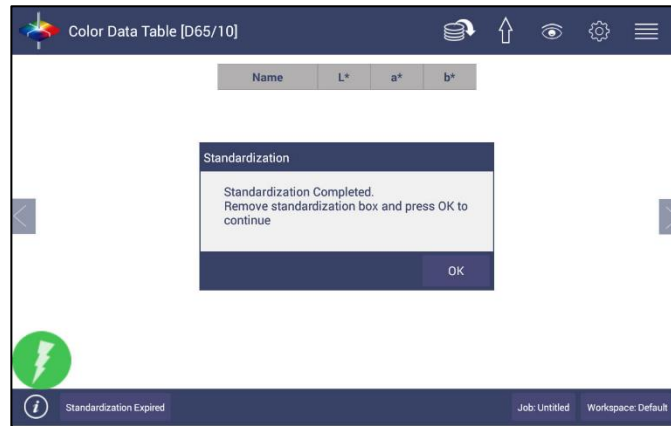 Color Data Table [D65/10]
Name L* a* b*
Standardization
Standardization Completed.
Remove standardization box and press OK to
continue
OK
i Standardization Expired Job: Untitled Workspace: Default